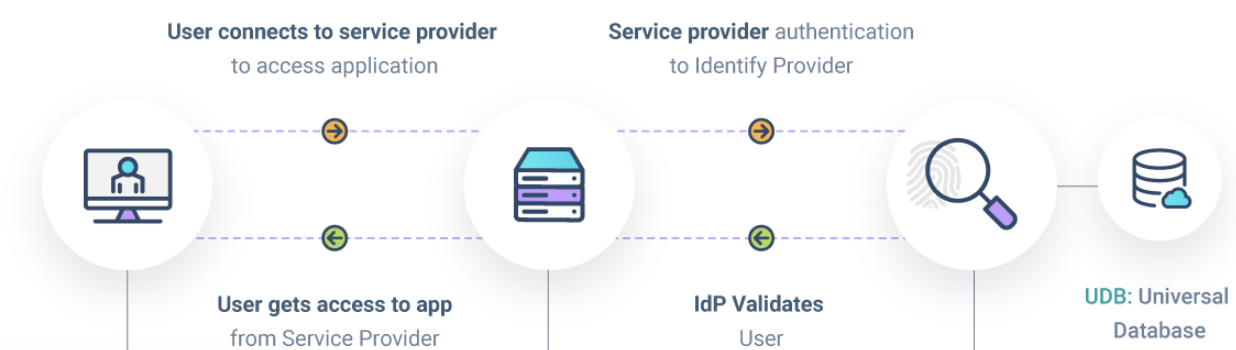 User connects to service provider
to access application
Service provider authentication
to Identify Provider
User gets access to app
from Service Provider
IdP Validates
User
UDB: Universal
Database